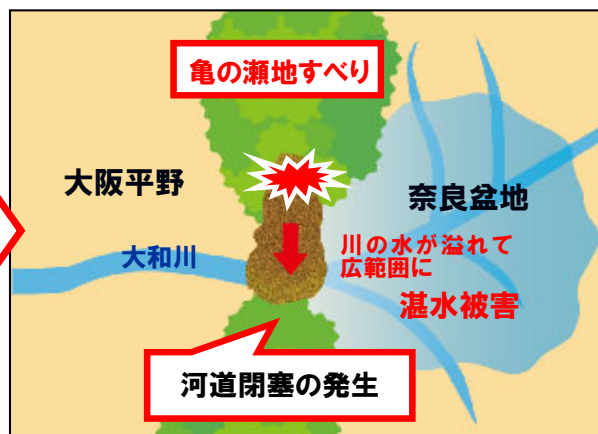 亀の瀬地すべり
大阪平野
奈良盆地
大和川
川の水が溢れて
広範囲に
湛水被害
河道閉塞の発生